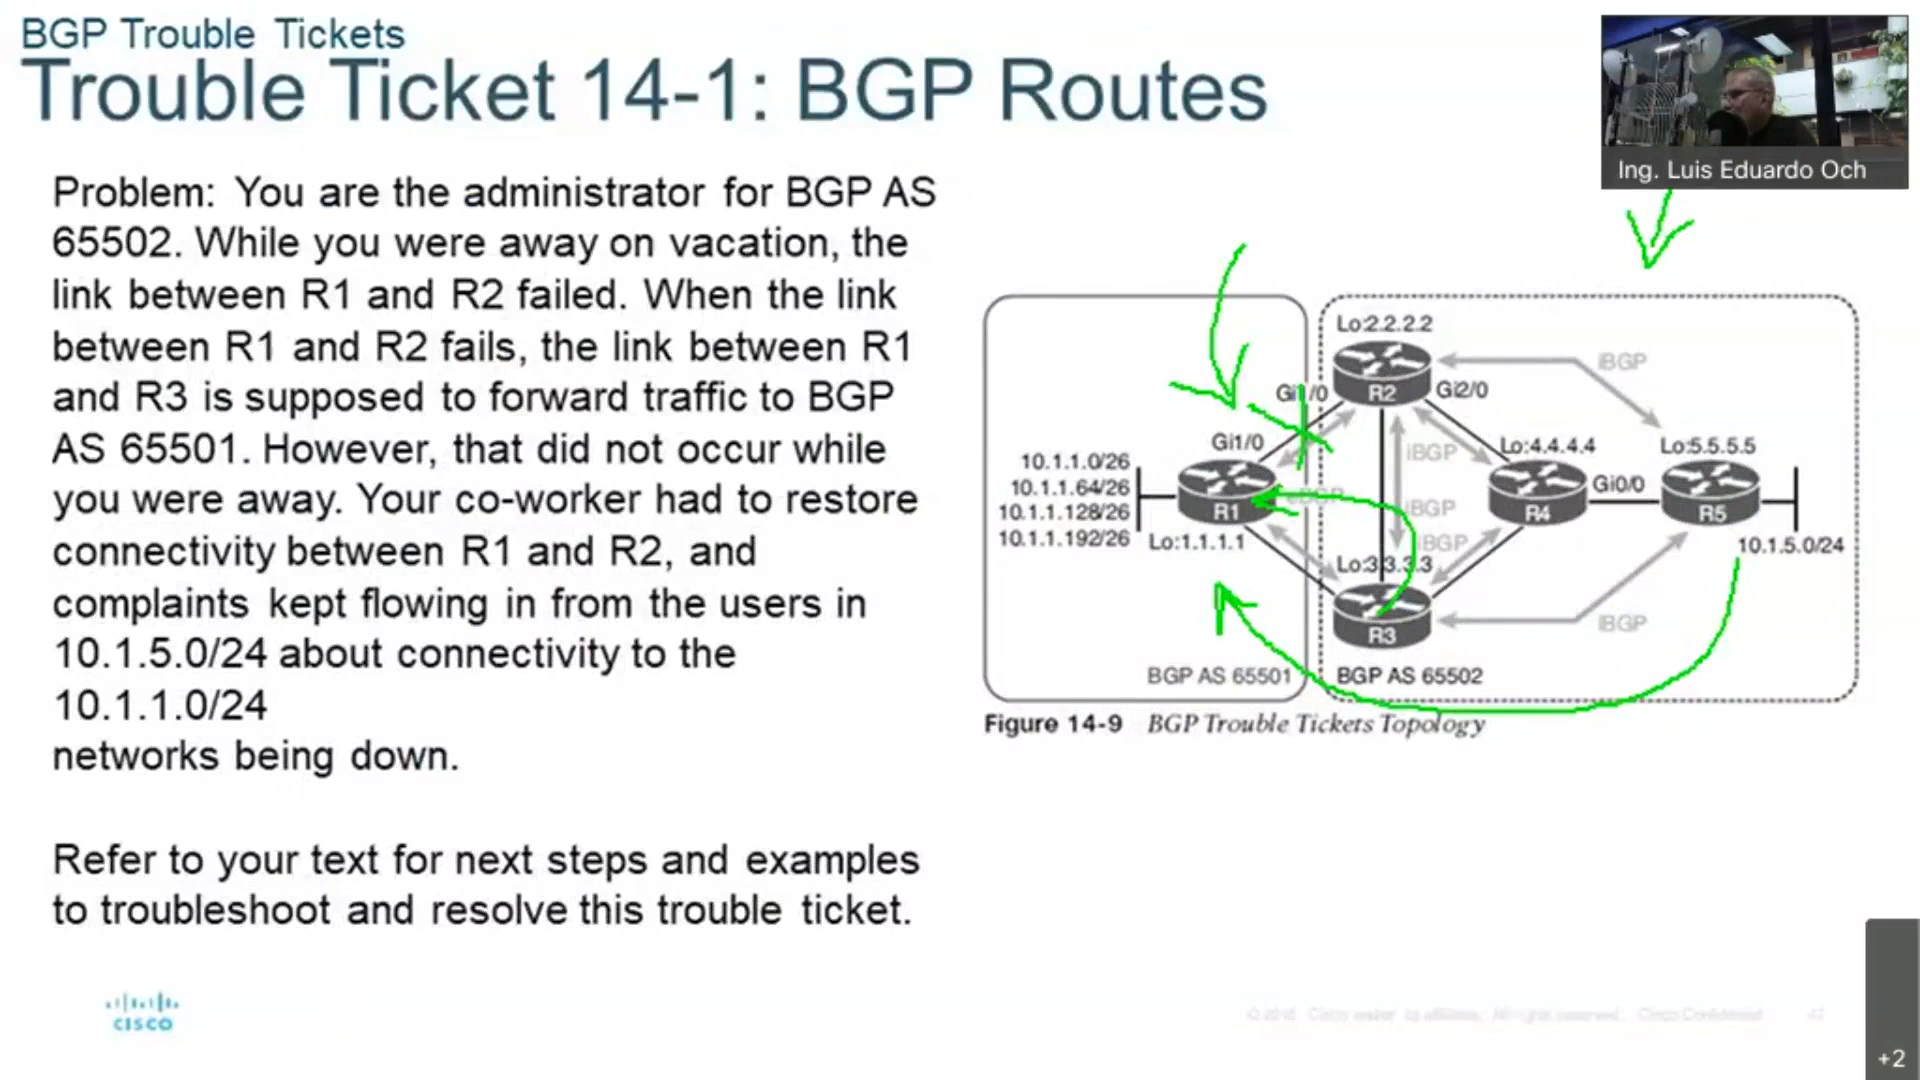 BGP Trouble Tickets
Trouble Ticket 14-1: BGP Routes
Ing. Luis Eduardo Och
Problem: You are the administrator for BGP AS
65502. While you were away on vacation, the
link between R1 and R2 failed. When the link
between R1 and R2 fails, the link between R1
and R3 is supposed to forward traffic to BGP
AS 65501. However, that did not occur while
you were away. Your co-worker had to restore
connectivity between R1 and R2, and
complaints kept flowing in from the users in
10.1.5.0/24 about connectivity to the
10.1.1.0/24
networks being down.
Refer to your text for next steps and examples
to troubleshoot and resolve this trouble ticket.
Lo:2.2.2.2
iBGP
R2
Gi2/0
Gi1/0
Lo:4.4.4.4
Lo:5.5.5.5
iBGP
10.1.1.0/26
10.1.1.64/26
10.1.1.128/26
10.1.1.192/26
R1
Lo:1.1.1.1
iBGP
R4
Gi0/0
R5
10.1.5.0/24
iBGP
Lo:3.3.3.3
R3
iBGP
BGP AS 65501
BGP AS 65502
Figure 14-9 BGP Trouble Tickets Topology
CISCO
+2